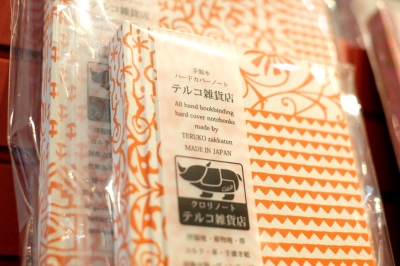 手製本
ハードカバーノート
テルコ雑貨店
All hand bookbinding
hard cover notebooks
made by
TERUKO zakkaten
MADE IN JAPAN
クロリノート
テルコ雑貨店